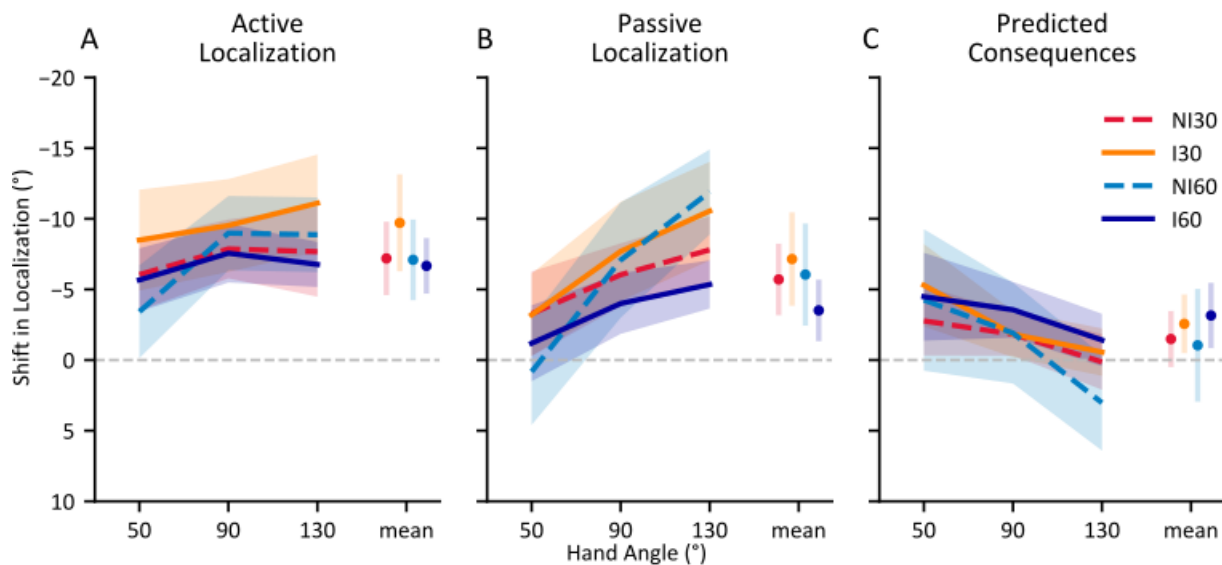 A
Active
Localization
B
Passive
Localization
C
Predicted
Consequences
Shift in Localization (°)
−20
−15
−10
−5
0
5
10
NI30
I30
NI60
I60
50 90 130 mean
50 90 130 mean
50 90 130 mean
Hand Angle (°)